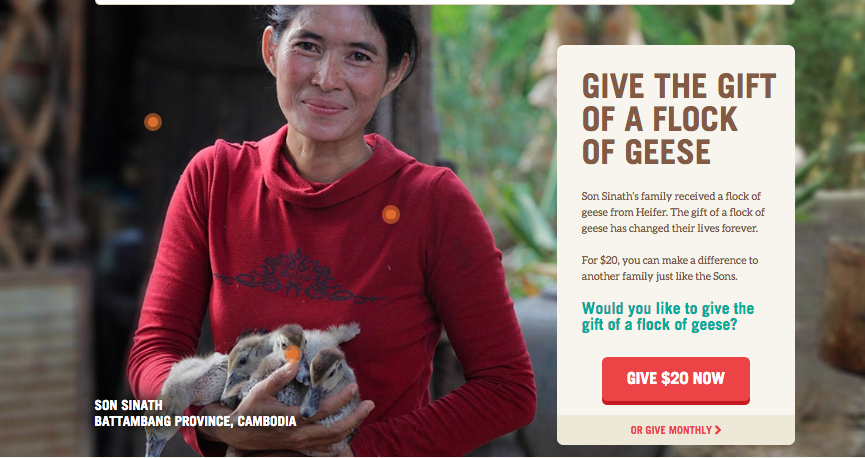 GIVE THE GIFT
OF A FLOCK
OF GEESE
Son Sinath's family received a flock of
geese from Heifer. The gift of a flock of
geese has changed their lives forever.
For $20, you can make a difference to
another family just like the Sons.
Would you like to give the
gift of a flock of geese?
GIVE $20 NOW
OR GIVE MONTHLY
SON SINATH
BATTAMBANG PROVINCE, CAMBODIA